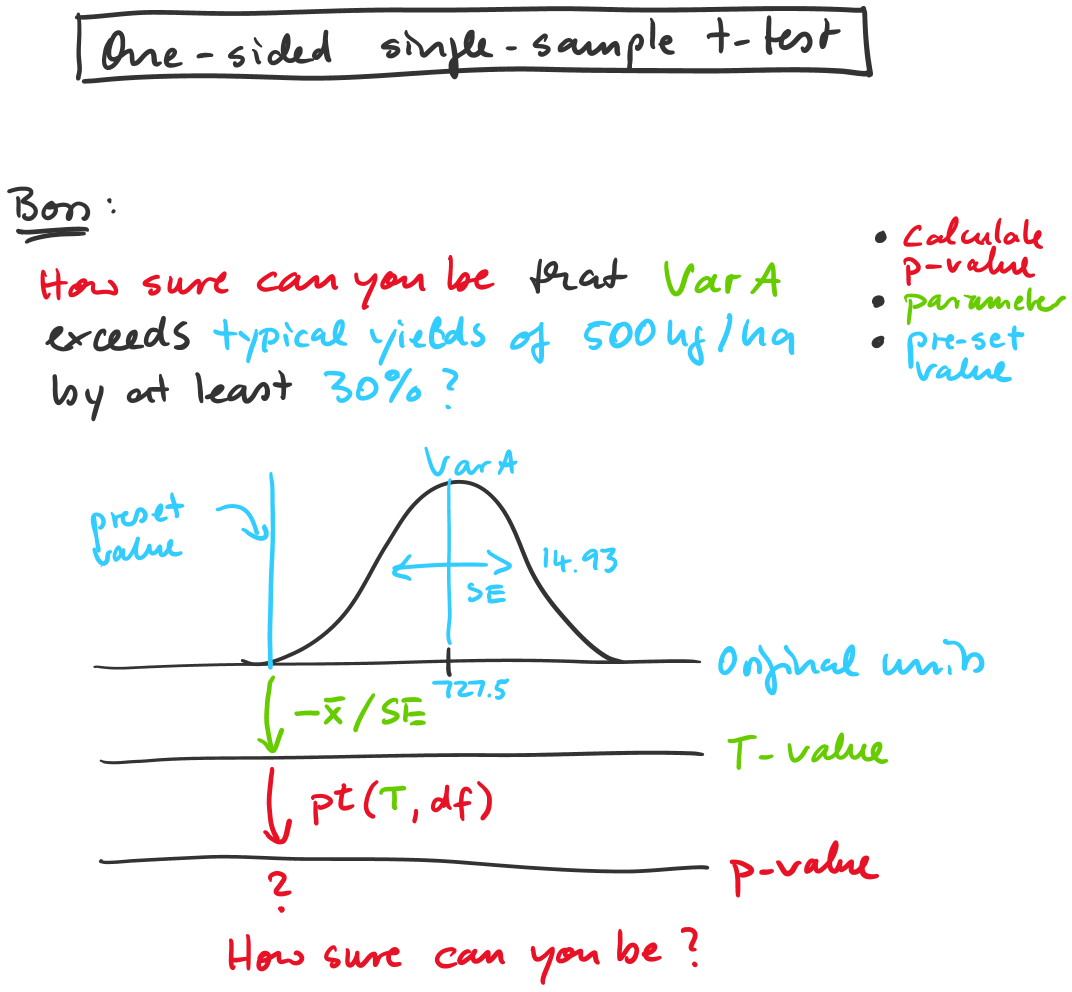 One-sided single-sample t-test
Boss:
How sure can you be that Var A
exceeds typical yields of 500 kg/ha
by at least 30%?
• Calculate
p-value
• parameter
• pre-set
value
Var A
preset
value
14.93
SE
Original units
727.5
-x̄/SE
T-value
pt(T, df)
p-value
?
How sure can you be?